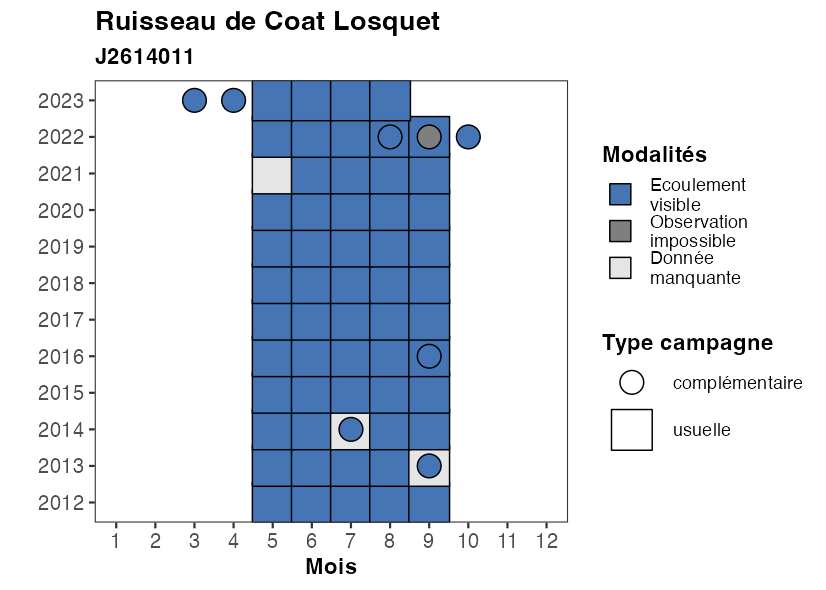 Ruisseau de Coat Losquet
J2614011
2023
2022
2021
2020
2019
2018
2017
2016
2015
2014
2013
2012
1 2 3 4 5 6 7 8 9 10 11 12
Mois
Modalités
Ecoulement
visible
Observation
impossible
Donnée
manquante
Type campagne
complémentaire
usuelle